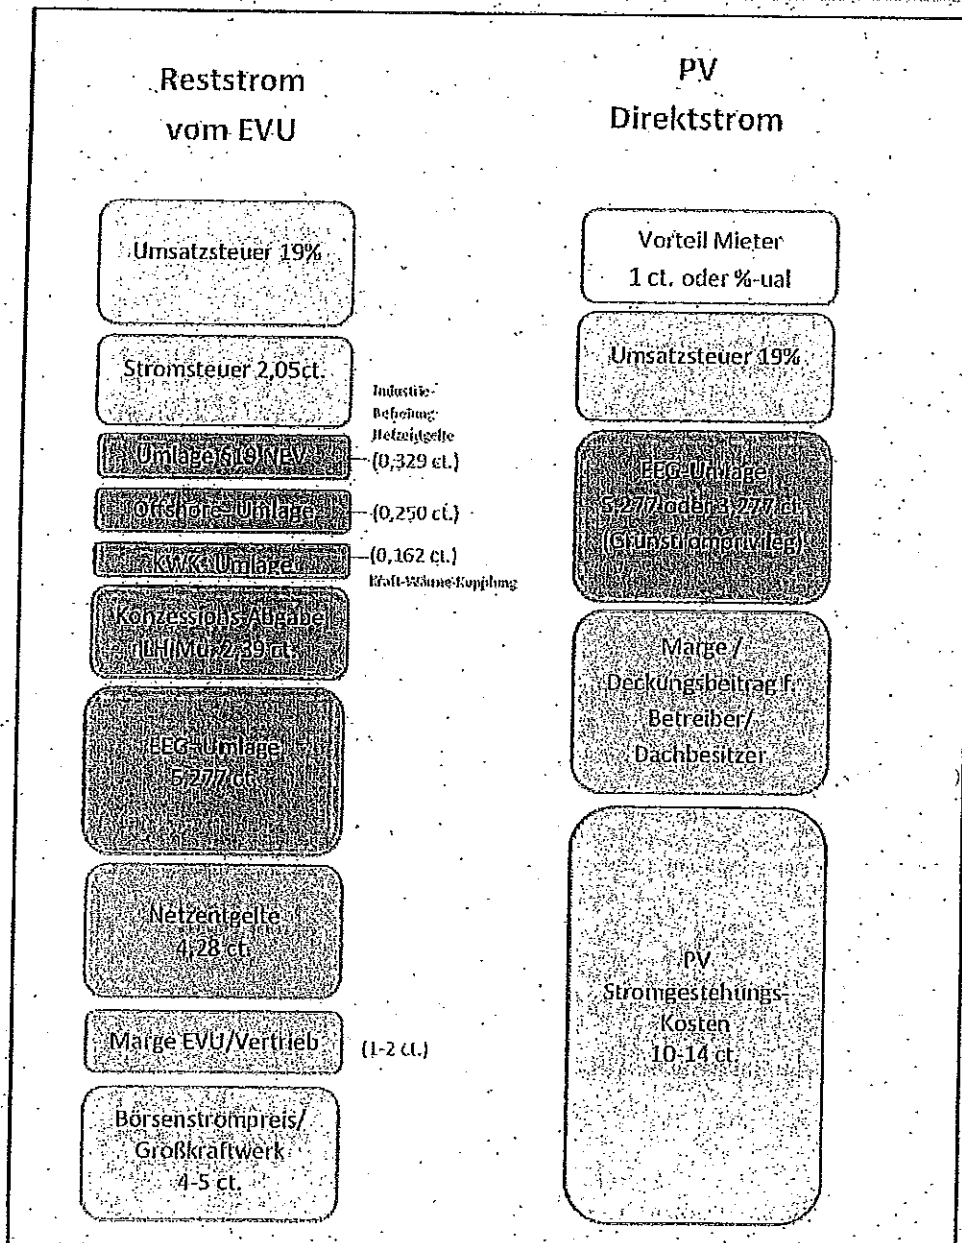 Reststrom
vom EVU
Umsatzsteuer 19%
Stromsteuer 2,05ct.
Industrie-
Befreiung
Netzentgelte
Umlage §19 NEV
(0,329 ct.)
Offshore- Umlage
(0,250 ct.)
KWK- Umlage
(0,162 ct.)
Kraft-Wärme-Kupplung
Konzessions-Abgabe
(LH Mü) 2,39 ct.
EEG-Umlage
5,277ct.
Netzentgelte
4,28 ct.
Marge EVU/Vertrieb
(1-2 ct.)
Börsenstrompreis/
Großkraftwerk
4-5 ct.
PV
Direktstrom
Vorteil Mieter
1 ct. oder %-ual
Umsatzsteuer 19%
EEG-Umlage
5,277 oder 3,277 ct.
(Grünstromprivileg)
Marge /
Deckungsbeitrag f.
Betreiber/
Dachbesitzer
PV
Stromgestehungs-
Kosten
10-14 ct.